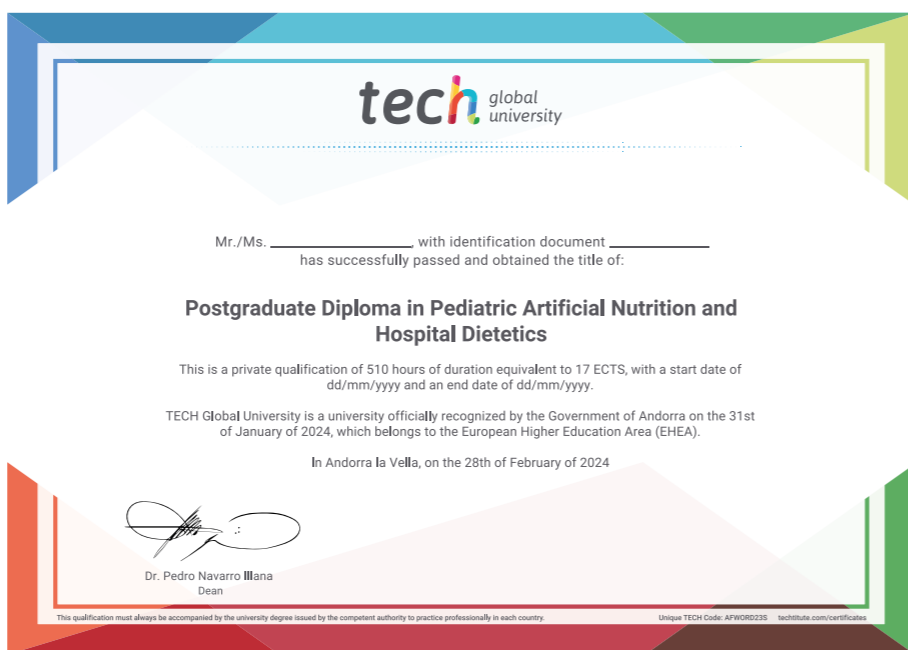 tech global university
Mr./Ms. ____________________, with identification document ______________
has successfully passed and obtained the title of:
Postgraduate Diploma in Pediatric Artificial Nutrition and
Hospital Dietetics
This is a private qualification of 510 hours of duration equivalent to 17 ECTS, with a start date of
dd/mm/yyyy and an end date of dd/mm/yyyy.
TECH Global University is a university officially recognized by the Government of Andorra on the 31st
of January of 2024, which belongs to the European Higher Education Area (EHEA).
In Andorra la Vella, on the 28th of February of 2024
Dr. Pedro Navarro Illana
Dean
This qualification must always be accompanied by the university degree issued by the competent authority to practice professionally in each country.
Unique TECH Code: AFWORD23S techtitute.com/certificates